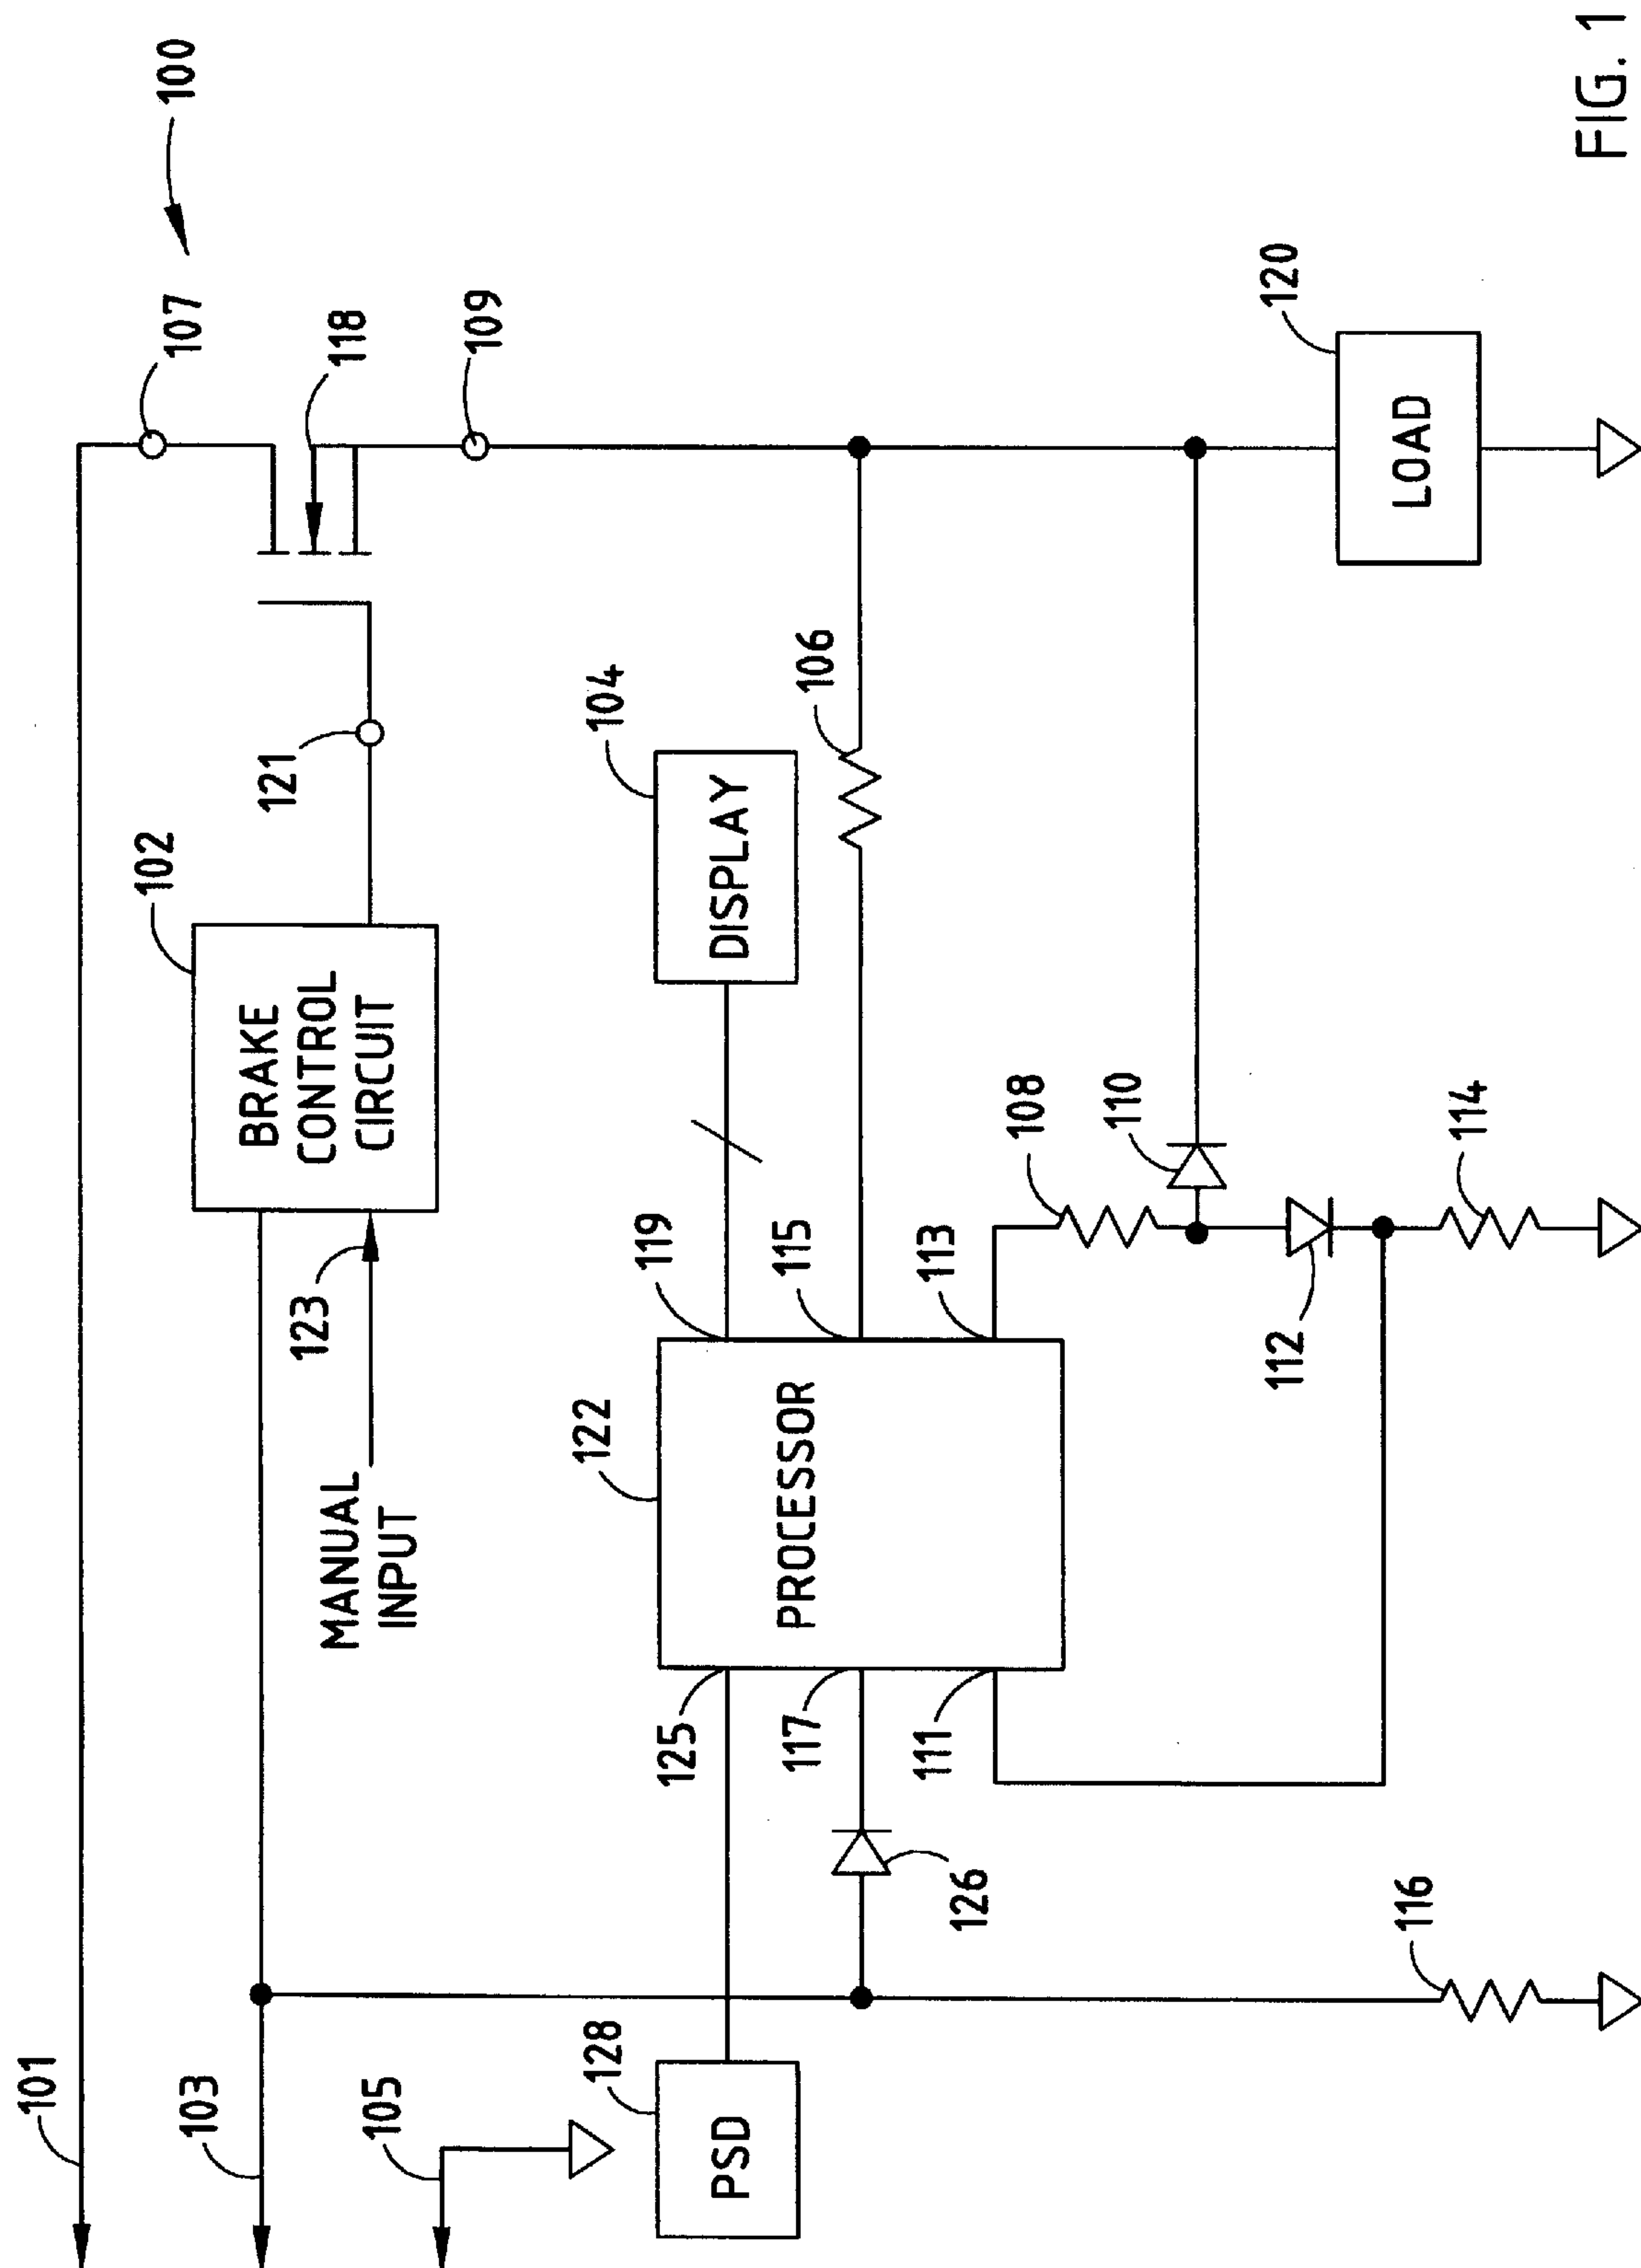 101
107
100
103
102
BRAKE
CONTROL
CIRCUIT
123
MANUAL
INPUT
121
118
109
105
128
PSD
125
122
PROCESSOR
119
104
DISPLAY
117
115
106
111
113
126
108
110
112
114
116
120
LOAD
FIG. 1